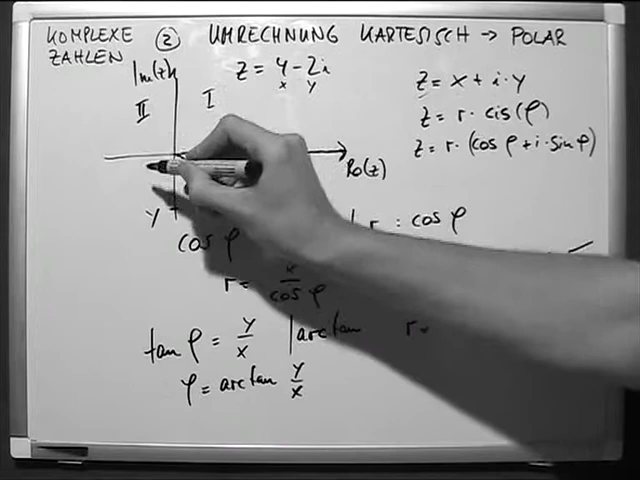 KOMPLEXE ② UMRECHNUNG KARTESISCH → POLAR
ZAHLEN
Im(z)
z = 4 - 2i
x y
z = x + i · y
II I
z = r · cis(φ)
z = r · (cos φ + i · sin φ)
Re(z)
y
| r : cos φ
cos φ
r = x / cos φ
tan φ = y/x | arctan r=
φ = arctan y/x